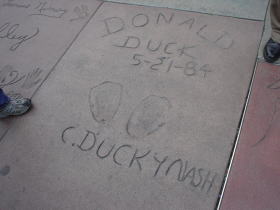 DONALD
DUCK
5-21-84
C. DUCKY NASH